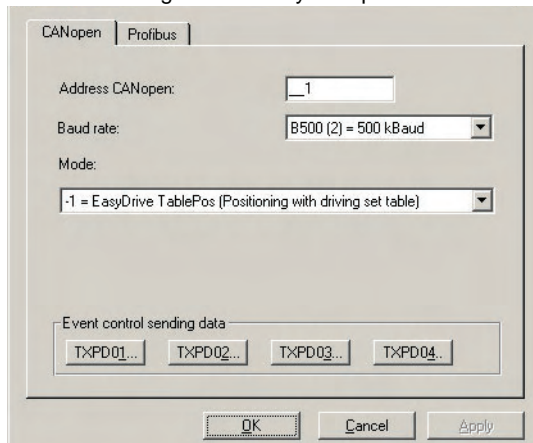 CANopen Profibus
Address CANopen: __1
Baud rate: B500 (2) = 500 kBaud
Mode:
-1 = EasyDrive TablePos (Positioning with driving set table)
Event control sending data
TXPD01... TXPD02... TXPD03... TXPD04..
OK Cancel Apply